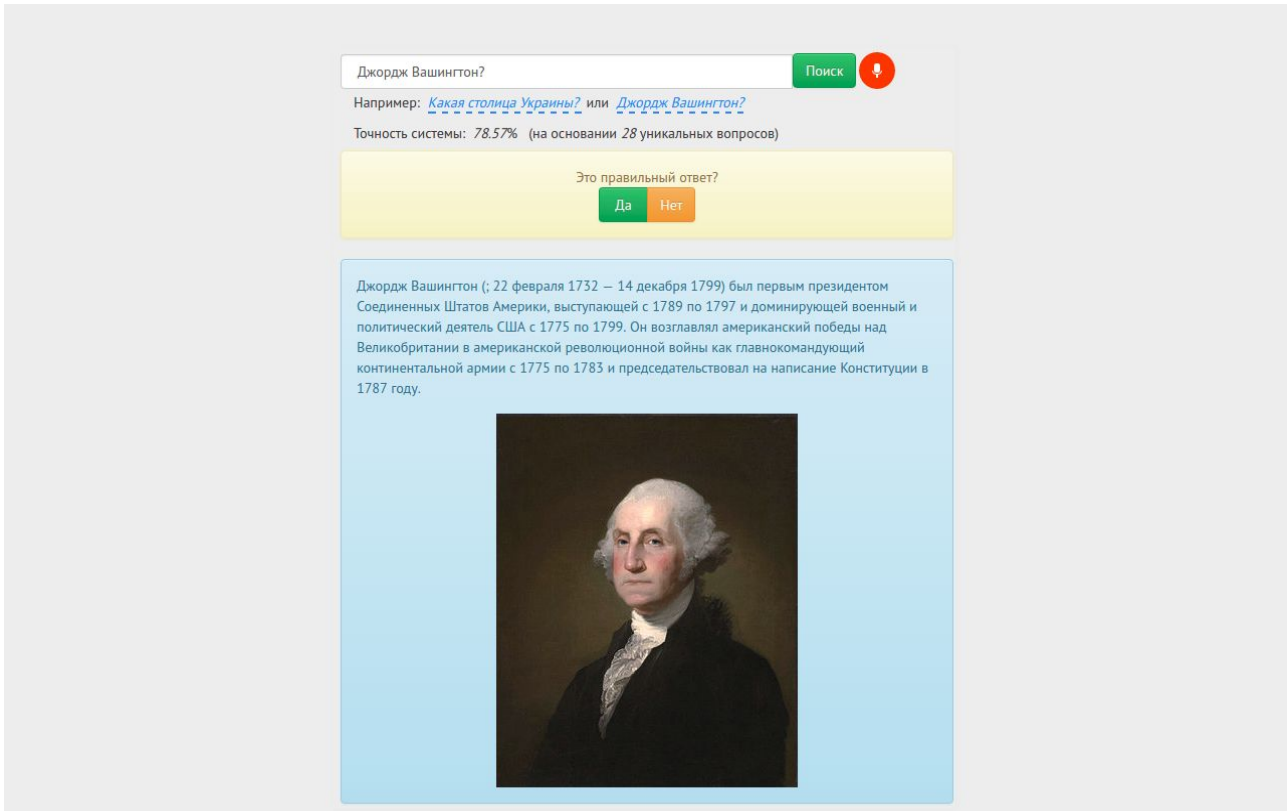 Джордж Вашингтон? Поиск
Например: Какая столица Украины? или Джордж Вашингтон?
Точность системы: 78.57% (на основании 28 уникальных вопросов)
Это правильный ответ?
Да Нет
Джордж Вашингтон (; 22 февраля 1732 — 14 декабря 1799) был первым президентом
Соединенных Штатов Америки, выступающей с 1789 по 1797 и доминирующей военный и
политический деятель США с 1775 по 1799. Он возглавлял американский победы над
Великобритании в американской революционной войны как главнокомандующий
континентальной армии с 1775 по 1783 и председательствовал на написание Конституции в
1787 году.